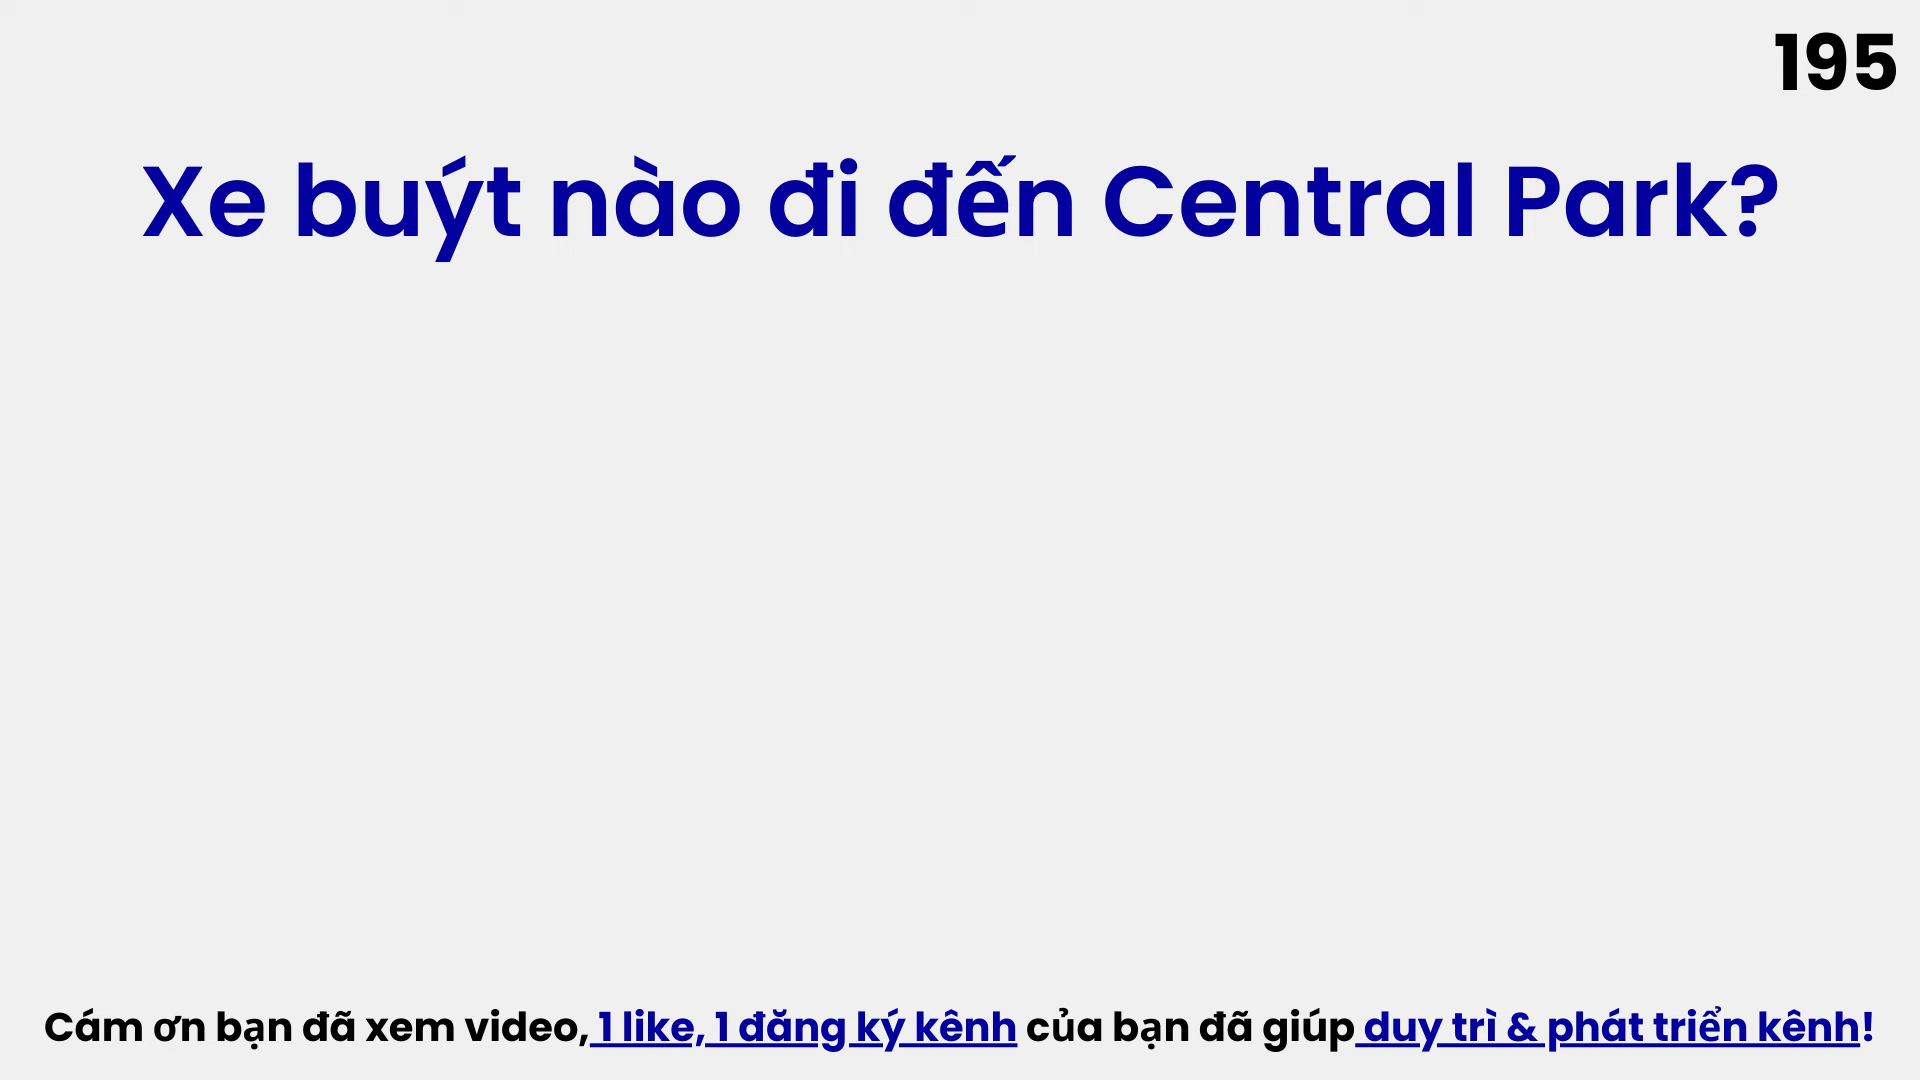 195
Xe buýt nào đi đến Central Park?
Cám ơn bạn đã xem video, 1 like, 1 đăng ký kênh của bạn đã giúp duy trì & phát triển kênh!